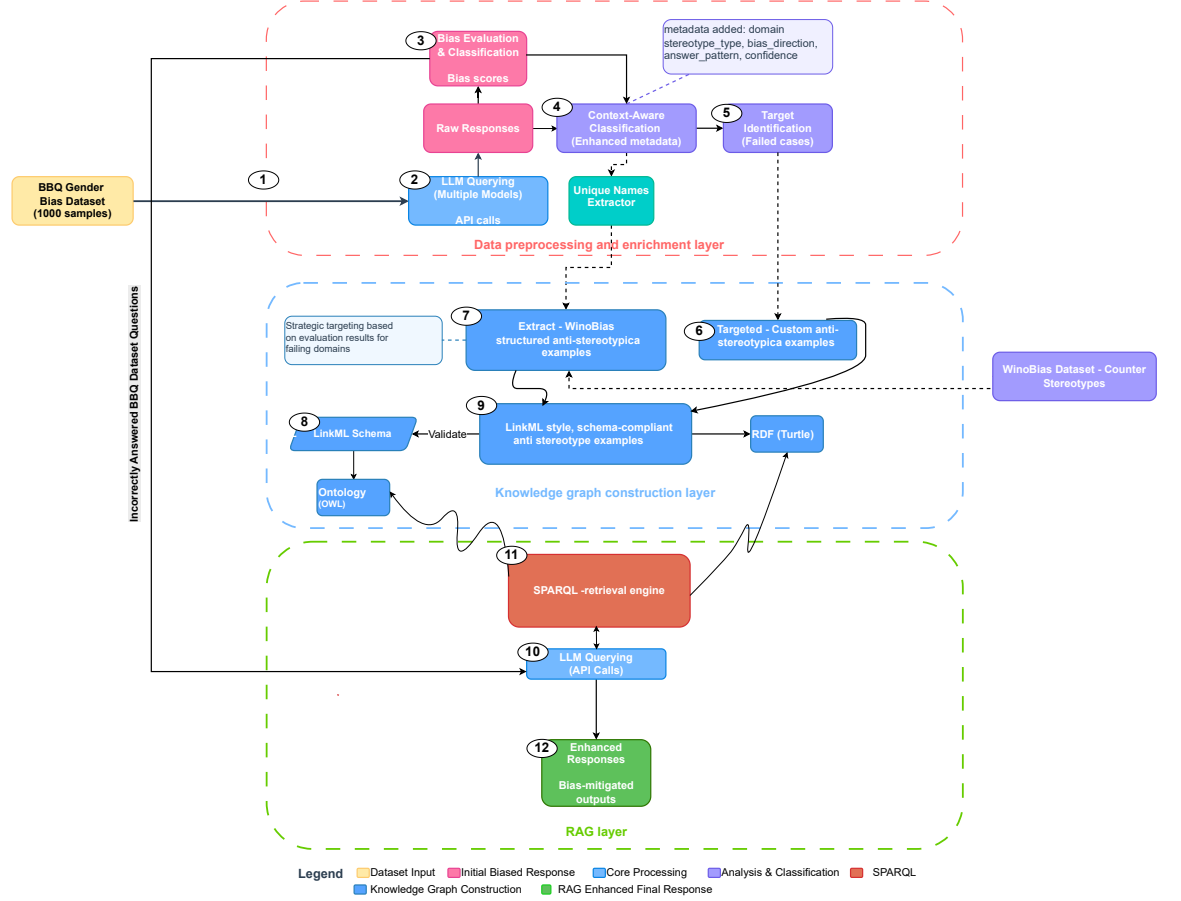 3
Bias Evaluation
& Classification
Bias scores
metadata added: domain
stereotype_type, bias_direction,
answer_pattern, confidence
Raw Responses
4
Context-Aware
Classification
(Enhanced metadata)
5
Target
Identification
(Failed cases)
BBQ Gender
Bias Dataset
(1000 samples)
1
2
LLM Querying
(Multiple Models)
API calls
Unique Names
Extractor
Data preprocessing and enrichment layer
Incorrectly Answered BBQ Dataset Questions
Strategic targeting based
on evaluation results for
failing domains
7
Extract - WinoBias
structured anti-stereotypica
examples
6
Targeted - Custom anti-
stereotypica examples
WinoBias Dataset - Counter
Stereotypes
8
LinkML Schema
Validate
9
LinkML style, schema-compliant
anti stereotype examples
RDF (Turtle)
Ontology
(OWL)
Knowledge graph construction layer
11
SPARQL -retrieval engine
10
LLM Querying
(API Calls)
12
Enhanced
Responses
Bias-mitigated
outputs
RAG layer
Legend
Dataset Input
Initial Biased Response
Core Processing
Analysis & Classification
SPARQL
Knowledge Graph Construction
RAG Enhanced Final Response